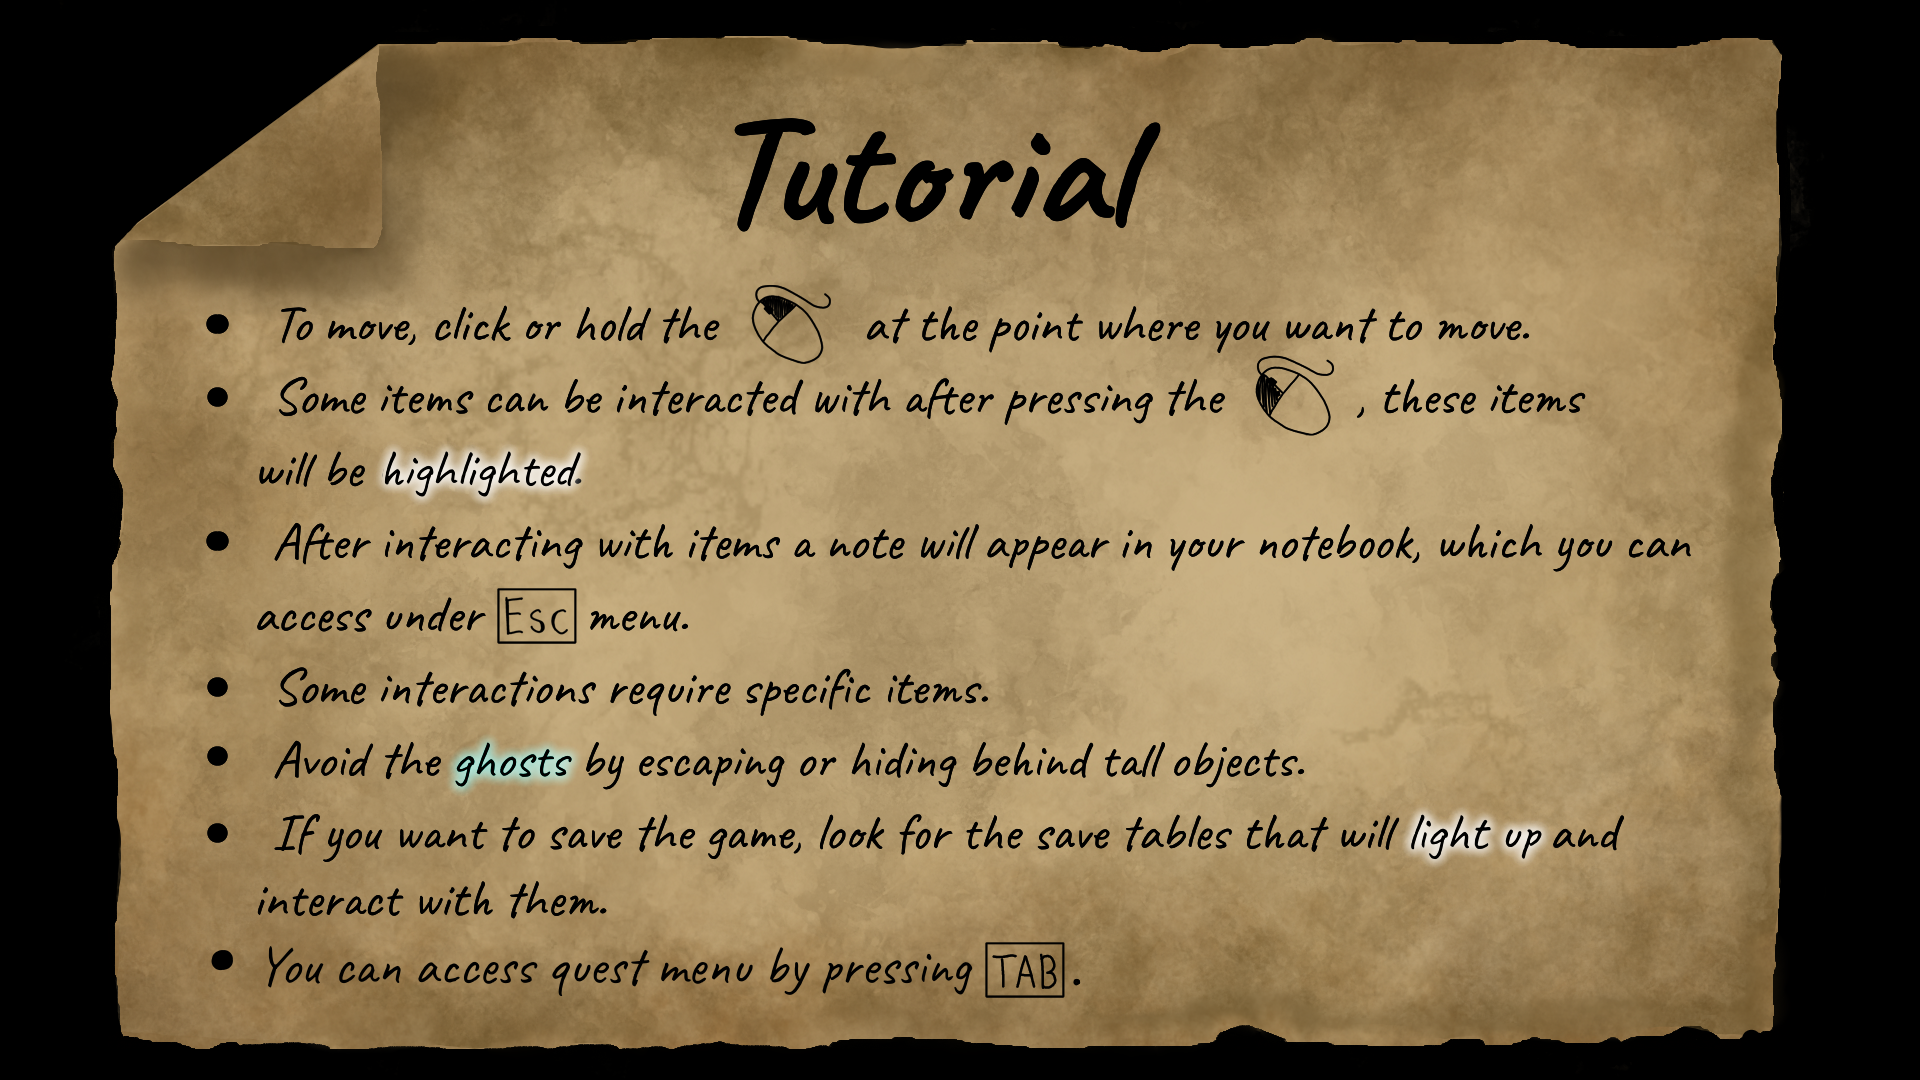 Tutorial
• To move, click or hold the at the point where you want to move.
• Some items can be interacted with after pressing the , these items
will be highlighted.
• After interacting with items a note will appear in your notebook, which you can
access under Esc menu.
• Some interactions require specific items.
• Avoid the ghosts by escaping or hiding behind tall objects.
• If you want to save the game, look for the save tables that will light up and
interact with them.
• You can access quest menu by pressing TAB.